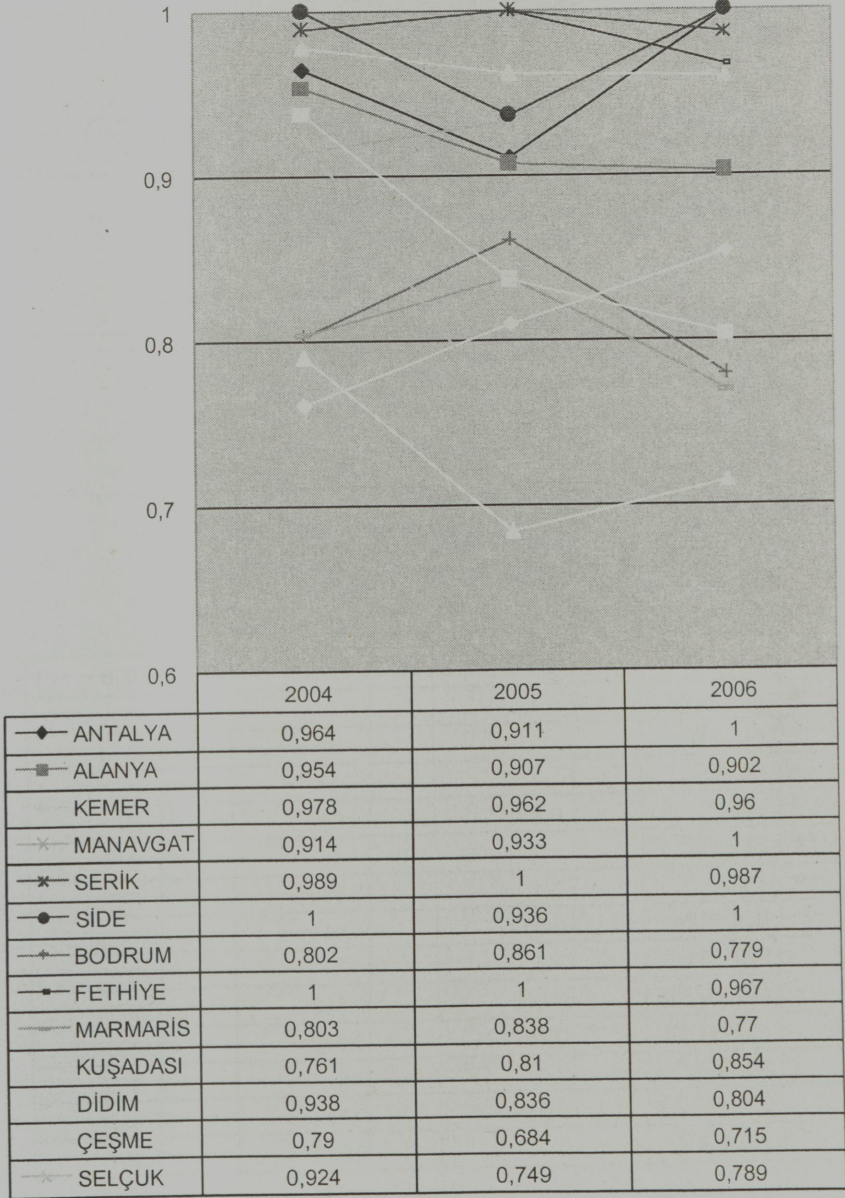 1
0,9
0,8
0,7
0,6
2004 2005 2006
ANTALYA 0,964 0,911 1
ALANYA 0,954 0,907 0,902
KEMER 0,978 0,962 0,96
MANAVGAT 0,914 0,933 1
SERİK 0,989 1 0,987
SİDE 1 0,936 1
BODRUM 0,802 0,861 0,779
FETHİYE 1 1 0,967
MARMARİS 0,803 0,838 0,77
KUŞADASI 0,761 0,81 0,854
DİDİM 0,938 0,836 0,804
ÇEŞME 0,79 0,684 0,715
SELÇUK 0,924 0,749 0,789